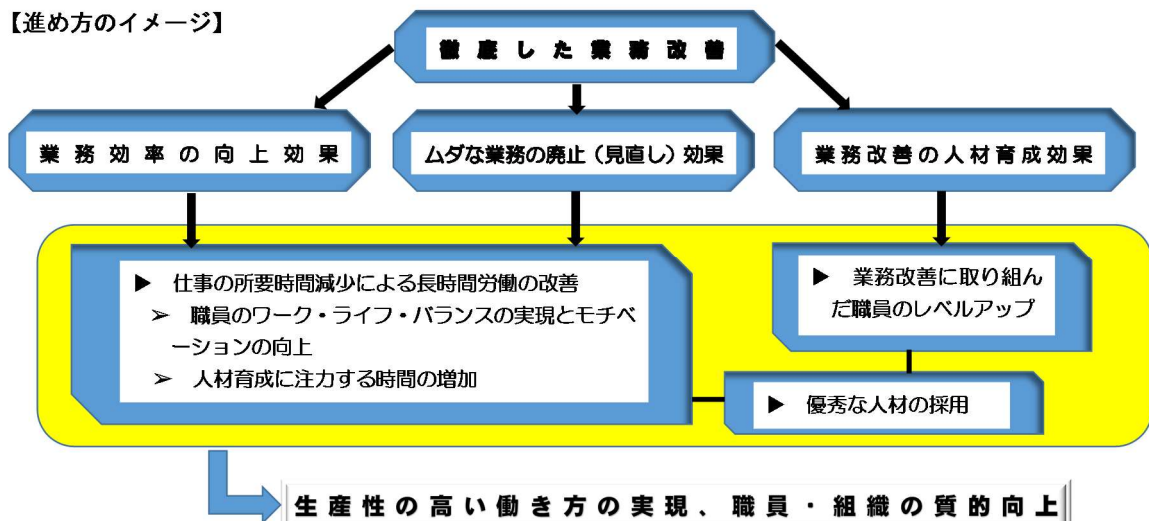 【進め方のイメージ】
徹底した業務改善
業務効率の向上効果
ムダな業務の廃止（見直し）効果
業務改善の人材育成効果
▶ 仕事の所要時間減少による長時間労働の改善
➢ 職員のワーク・ライフ・バランスの実現とモチベ
ーションの向上
➢ 人材育成に注力する時間の増加
▶ 業務改善に取り組ん
だ職員のレベルアップ
▶ 優秀な人材の採用
生産性の高い働き方の実現、職員・組織の質的向上